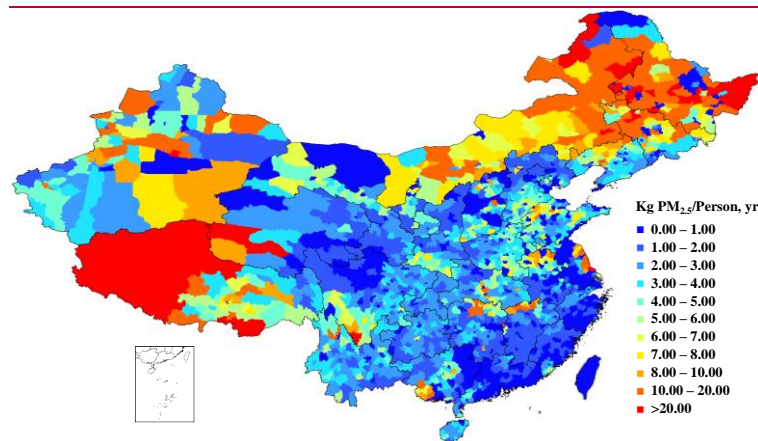 Kg PM₂.₅/Person, yr
0.00 – 1.00
1.00 – 2.00
2.00 – 3.00
3.00 – 4.00
4.00 – 5.00
5.00 – 6.00
6.00 – 7.00
7.00 – 8.00
8.00 – 10.00
10.00 – 20.00
>20.00